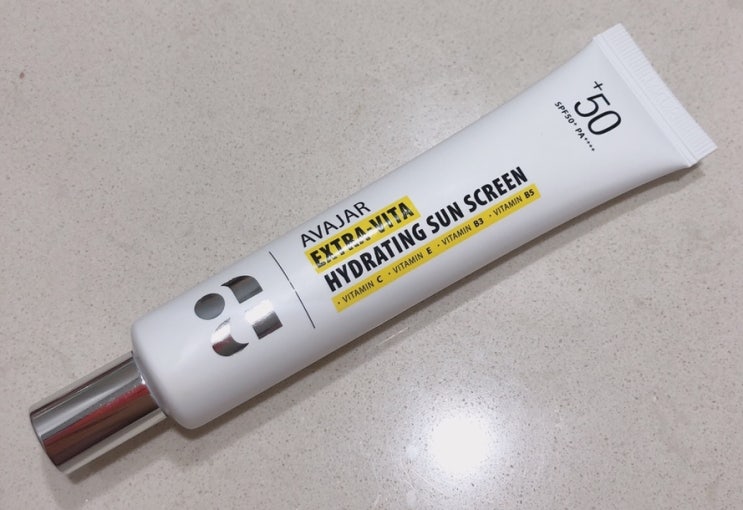 AVAJAR
EXTRA-VITA
HYDRATING SUN SCREEN
· VITAMIN C · VITAMIN E · VITAMIN B3 · VITAMIN B5
+50
SPF50+ PA++++